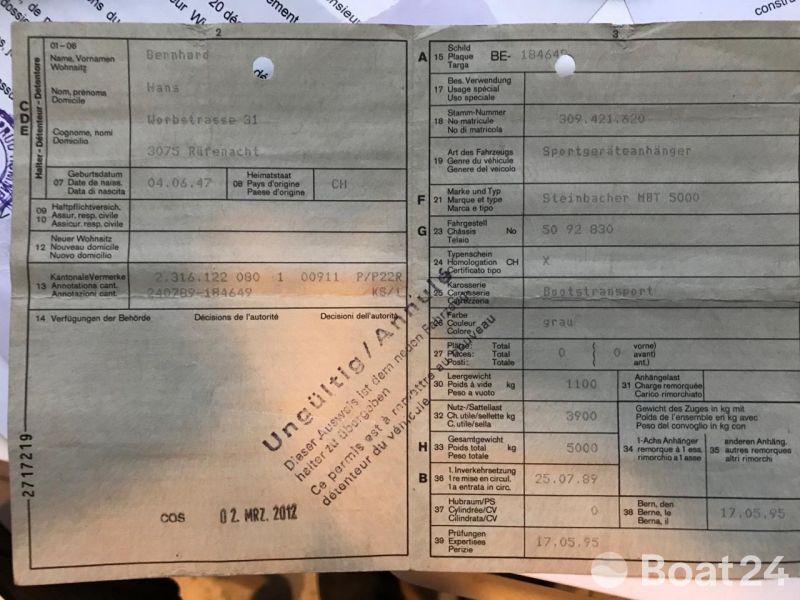 2
01-06
Name, Vornamen
Wohnsitz
Nom, prénoms
Domicile
Cognome, nomi
Domicilio
Halter-Détenteur-Detentore
CDE
Bernhard
Hans
Worbstrasse 31
3075 Rüfenacht
07 Geburtsdatum
Date de naiss.
Data di nascita
04.06.47
08 Heimatstaat
Pays d'origine
Paese d'origine
CH
09 Haftpflichtversich.
10 Assur. resp. civile
Assicur. resp. civile
12 Neuer Wohnsitz
Nouveau domicile
Nuovo domicilio
13 Kantonale Vermerke
Annotations cant.
Annotazioni cant.
2.316.122 080 1 00911 P/P22R
240789-184649 KS/
14 Verfügungen der Behörde Décisions de l'autorité Decisioni dell'autorità
Ungültig / Annulé
Dieser Ausweis ist dem neuen Fahrzeug-
halter zu übergeben
Ce permis est à remettre au nouveau
détenteur du véhicule
2717219
COS 02. MRZ. 2012
3
A 15 Schild
Plaque
Targa
BE- 184649
17 Bes. Verwendung
Usage spécial
Uso speciale
18 Stamm-Nummer
No matricule
No di matricola
309.421.620
19 Art des Fahrzeugs
Genre du véhicule
Genere del veicolo
Sportgeräteanhänger
F 21 Marke und Typ
Marque et type
Marca e tipo
Steinbacher MBT 5000
G 23 Fahrgestell
Châssis No
Telaio
50 92 830
24 Typenschein
Homologation CH
Certificato tipo
X
25 Karosserie
Carosserie
Carrozzeria
Bootstransport
26 Farbe
Couleur
Colore
grau
27 Plätze: Total ( vorne)
Places: Total ( avant)
Posti: Totale ( ant.)
0 0
30 Leergewicht
Poids à vide kg
Peso a vuoto
1100
31 Anhängelast
Charge remorquée
Carico rimorchiato
32 Nutz-/Sattellast
Ch. utile/sellette kg
C. utile/sella
3900
Gewicht des Zuges in kg mit
Poids de l'ensemble en kg avec
Peso del convoglio in kg con
H 33 Gesamtgewicht
Poids total kg
Peso totale
5000
34 1-Achs Anhänger
remorque à 1 ess.
rimorchio a 1 asse
35 anderen Anhäng.
autres remorques
altri rimorchi
B 36 1. Inverkehrsetzung
1re mise en circul.
1a entrata in circ.
25.07.89
34
35
37 Hubraum/PS
Cylindrée/CV
Cilindrata/CV
0
38 Bern, den
Berne, le
Berna, il
17.05.95
39 Prüfungen
Expertises
Perizie
17.05.95
Boat24